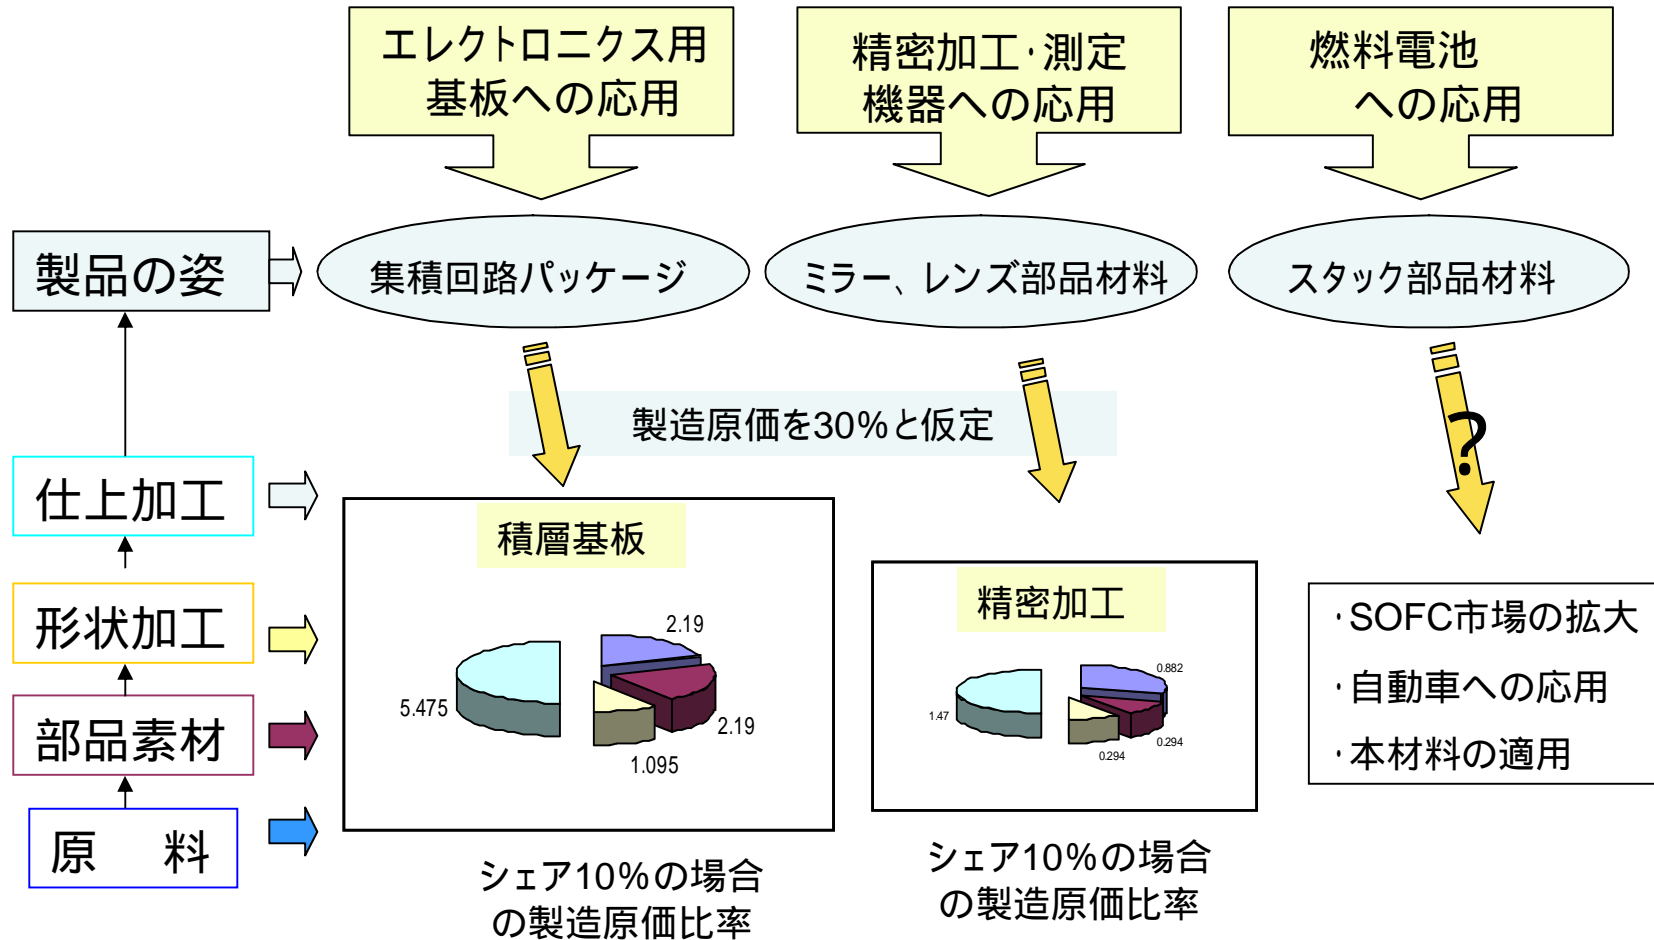 エレクトロニクス用
基板への応用
精密加工・測定
機器への応用
燃料電池
への応用
製品の姿
集積回路パッケージ
ミラー、レンズ部品材料
スタック部品材料
製造原価を30%と仮定
?
仕上加工
形状加工
部品素材
原 料
積層基板
2.19
2.19
1.095
5.475
シェア10%の場合
の製造原価比率
精密加工
0.882
0.294
0.294
1.47
シェア10%の場合
の製造原価比率
・SOFC市場の拡大
・自動車への応用
・本材料の適用